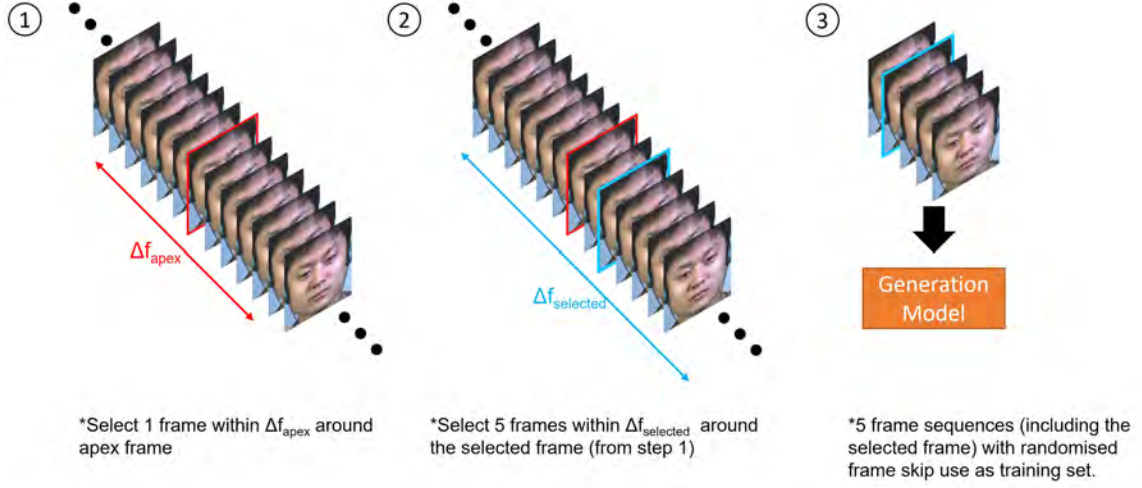 1
2
3
Δf_apex
Δf_selected
Generation
Model
*Select 1 frame within Δf_apex around
apex frame
*Select 5 frames within Δf_selected around
the selected frame (from step 1)
*5 frame sequences (including the
selected frame) with randomised
frame skip use as training set.